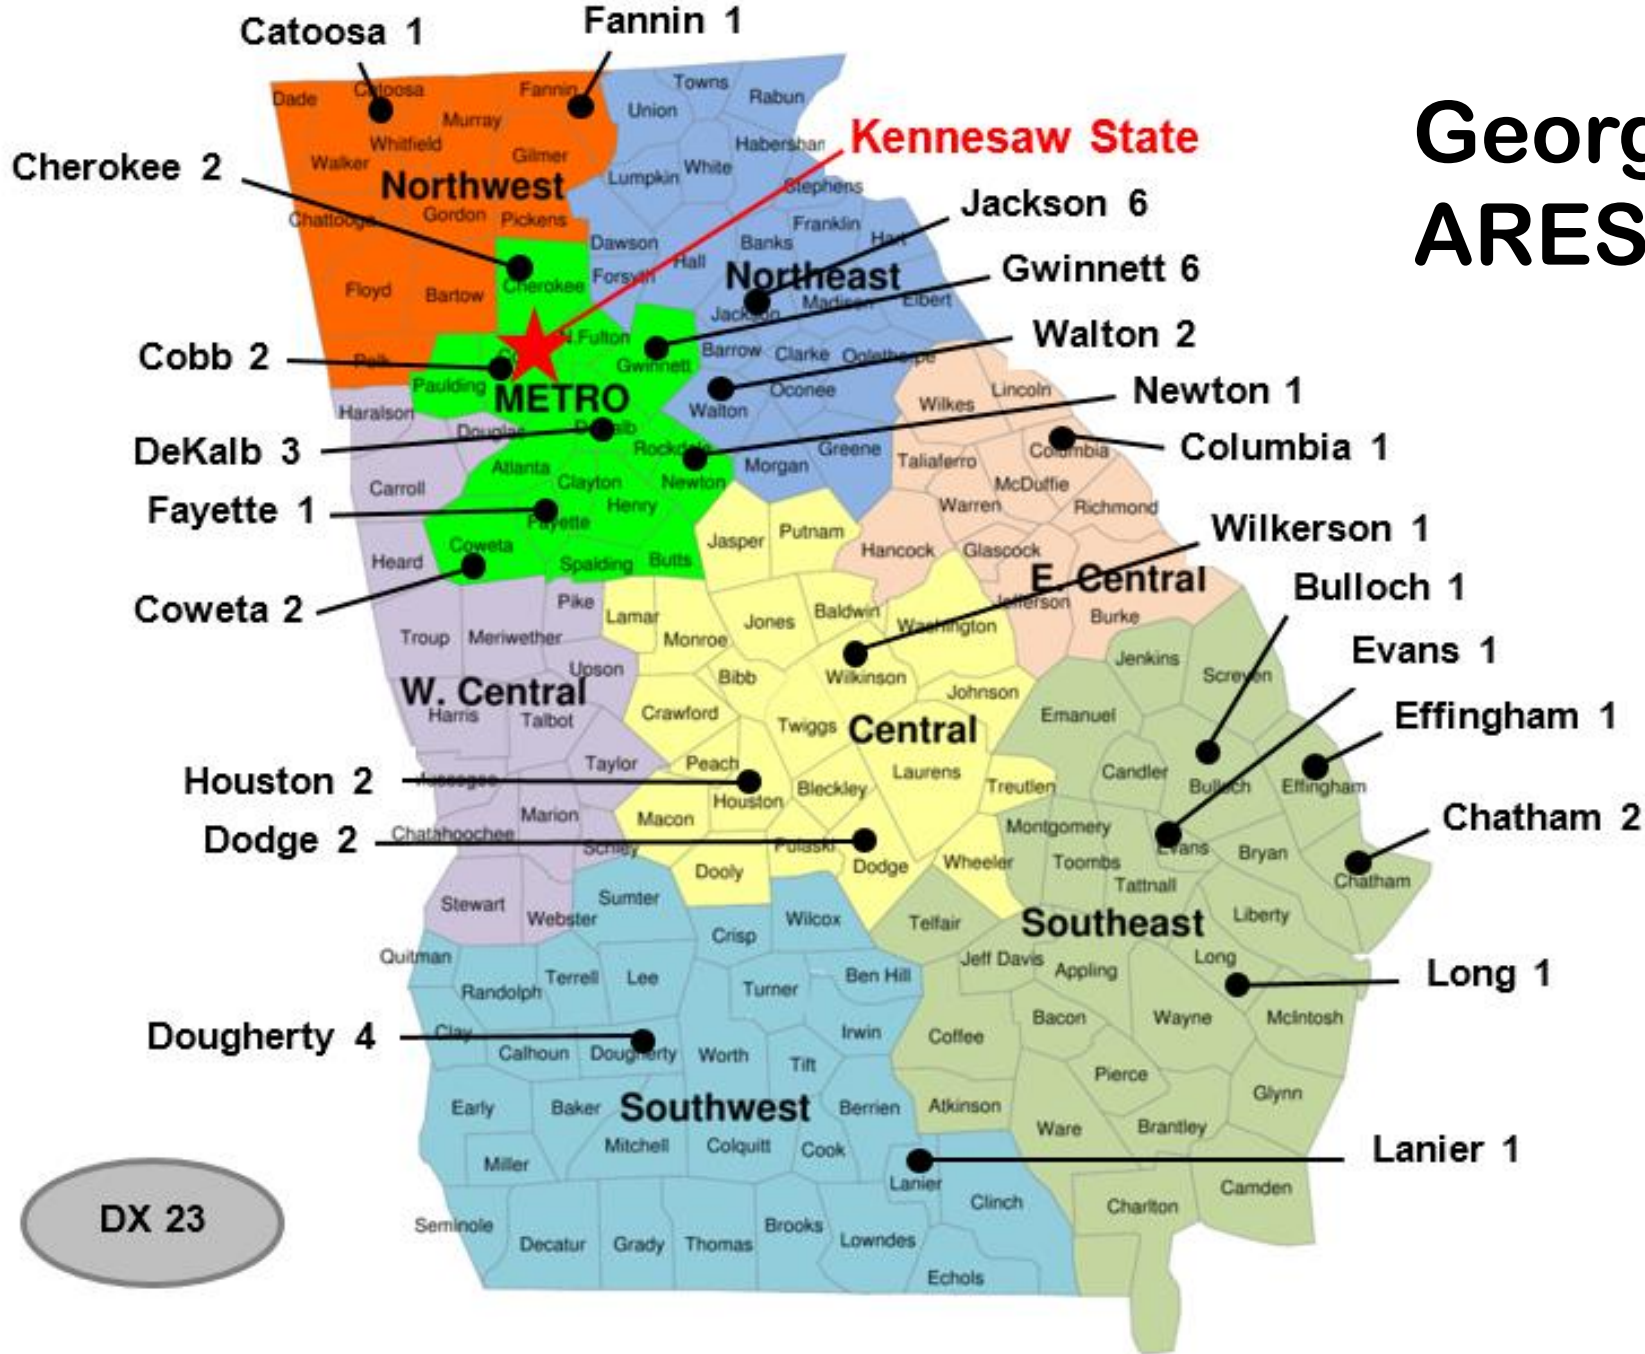 Catoosa 1
Fannin 1
Cherokee 2
Kennesaw State
Georg
ARES
Jackson 6
Gwinnett 6
Walton 2
Newton 1
Columbia 1
Cobb 2
DeKalb 3
Fayette 1
Coweta 2
Wilkerson 1
Bulloch 1
Evans 1
Effingham 1
Chatham 2
Houston 2
Dodge 2
Long 1
Dougherty 4
Lanier 1
DX 23
Northwest
Northeast
METRO
E. Central
W. Central
Central
Southeast
Southwest
Dade
Catoosa
Fannin
Murray
Whitfield
Walker
Gilmer
Chattooga
Gordon
Pickens
Floyd
Bartow
Polk
Towns
Union
Rabun
Habersham
White
Lumpkin
Stephens
Franklin
Banks
Hart
Dawson
Hall
Forsyth
Jackson
Madison
Elbert
Barrow
Clarke
Oglethorpe
Oconee
Walton
Morgan
Greene
Cherokee
N.Fulton
Gwinnett
Paulding
DeKalb
Rockdale
Atlanta
Clayton
Newton
Henry
Fayette
Coweta
Spalding
Butts
Haralson
Douglas
Carroll
Heard
Pike
Troup
Meriwether
Upson
Harris
Talbot
Taylor
Muscogee
Marion
Chatahoochee
Schley
Stewart
Webster
Lincoln
Wilkes
Columbia
Taliaferro
McDuffie
Warren
Richmond
Hancock
Glascock
Jefferson
Burke
Jasper
Putnam
Lamar
Monroe
Jones
Baldwin
Washington
Bibb
Wilkinson
Johnson
Crawford
Twiggs
Peach
Houston
Bleckley
Laurens
Treutlen
Macon
Pulaski
Dodge
Wheeler
Dooly
Jenkins
Screven
Emanuel
Candler
Bulloch
Effingham
Montgomery
Toombs
Evans
Bryan
Tattnall
Chatham
Telfair
Liberty
Jeff Davis
Appling
Long
Coffee
Bacon
Wayne
McIntosh
Pierce
Atkinson
Ware
Brantley
Glynn
Charlton
Camden
Sumter
Crisp
Wilcox
Quitman
Randolph
Terrell
Lee
Turner
Ben Hill
Clay
Calhoun
Dougherty
Worth
Tift
Irwin
Early
Baker
Berrien
Mitchell
Colquitt
Cook
Miller
Lanier
Clinch
Seminole
Decatur
Grady
Thomas
Brooks
Lowndes
Echols